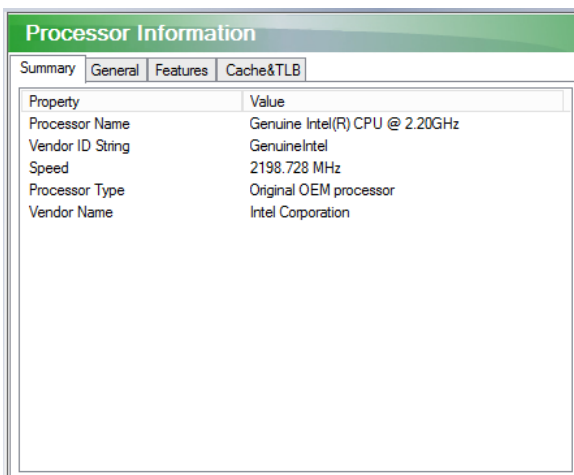 Processor Information
Summary General Features Cache&TLB
Property Value
Processor Name Genuine Intel(R) CPU @ 2.20GHz
Vendor ID String GenuineIntel
Speed 2198.728 MHz
Processor Type Original OEM processor
Vendor Name Intel Corporation